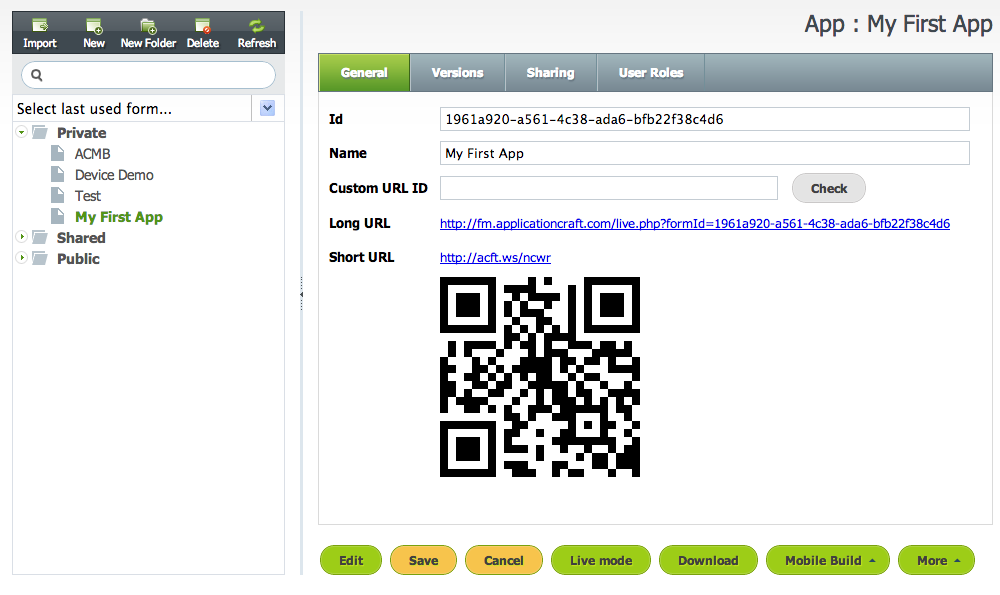 Import New New Folder Delete Refresh
Select last used form...
Private
ACMB
Device Demo
Test
My First App
Shared
Public
App : My First App
General Versions Sharing User Roles
Id 1961a920-a561-4c38-ada6-bfb22f38c4d6
Name My First App
Custom URL ID Check
Long URL http://fm.applicationcraft.com/live.php?formId=1961a920-a561-4c38-ada6-bfb22f38c4d6
Short URL http://acft.ws/ncwr
Edit Save Cancel Live mode Download Mobile Build More